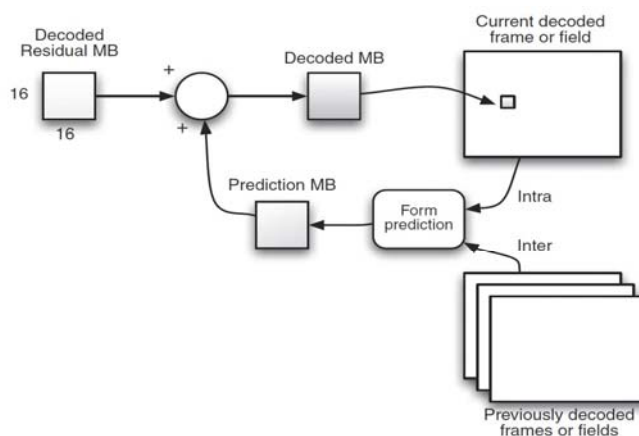 Decoded
Residual MB
16
16
+
+
Decoded MB
Current decoded
frame or field
Prediction MB
Form
prediction
Intra
Inter
Previously decoded
frames or fields